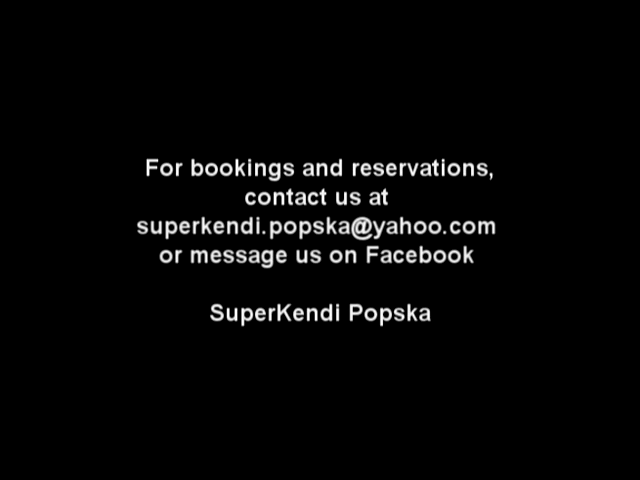 For bookings and reservations,
contact us at
superkendi.popska@yahoo.com
or message us on Facebook
SuperKendi Popska